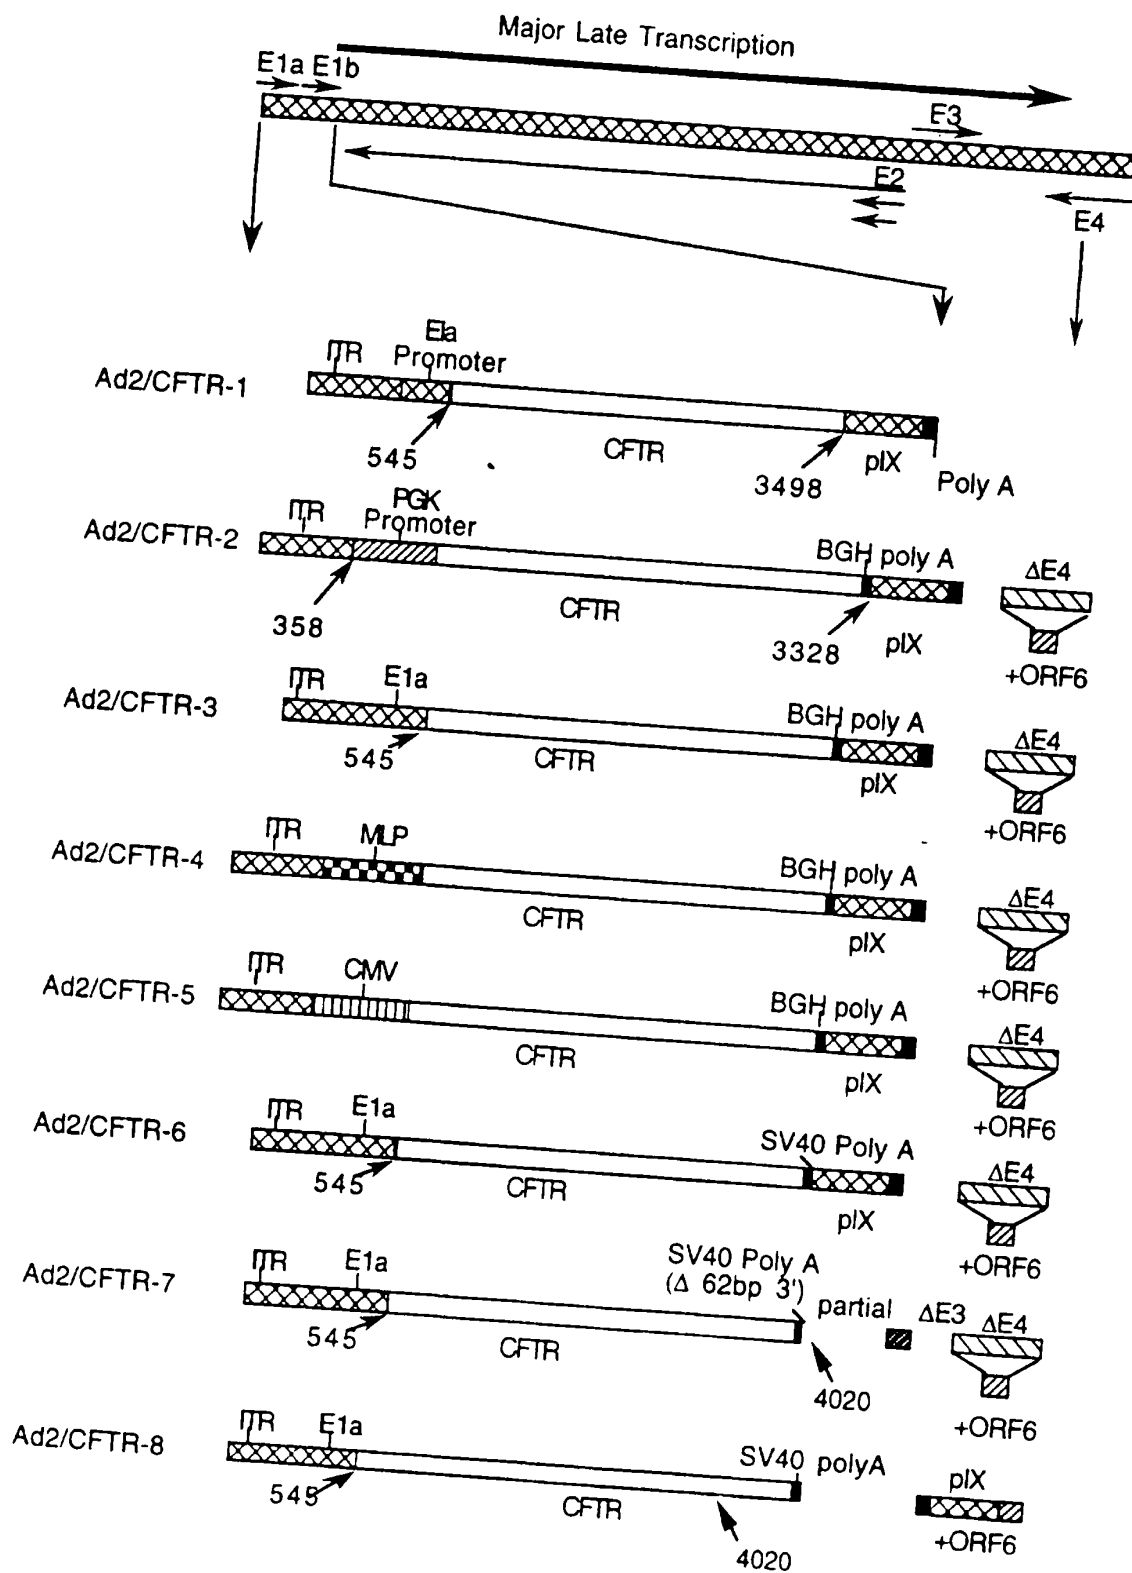 Major Late Transcription
E1a E1b
E3
E2
E4
Ad2/CFTR-1
ITR
Ela
Promoter
545
CFTR
3498
pIX
Poly A
Ad2/CFTR-2
ITR
PGK
Promoter
BGH poly A
ΔE4
358
CFTR
3328
pIX
+ORF6
Ad2/CFTR-3
ITR
E1a
BGH poly A
ΔE4
545
CFTR
pIX
+ORF6
Ad2/CFTR-4
ITR
MLP
BGH poly A
ΔE4
CFTR
pIX
+ORF6
Ad2/CFTR-5
ITR
CMV
BGH poly A
ΔE4
CFTR
pIX
+ORF6
Ad2/CFTR-6
ITR
E1a
SV40 Poly A
ΔE4
545
CFTR
pIX
+ORF6
Ad2/CFTR-7
ITR
E1a
SV40 Poly A
(Δ 62bp 3')
partial ΔE3
ΔE4
545
CFTR
4020
+ORF6
Ad2/CFTR-8
ITR
E1a
SV40 polyA
pIX
545
CFTR
4020
+ORF6